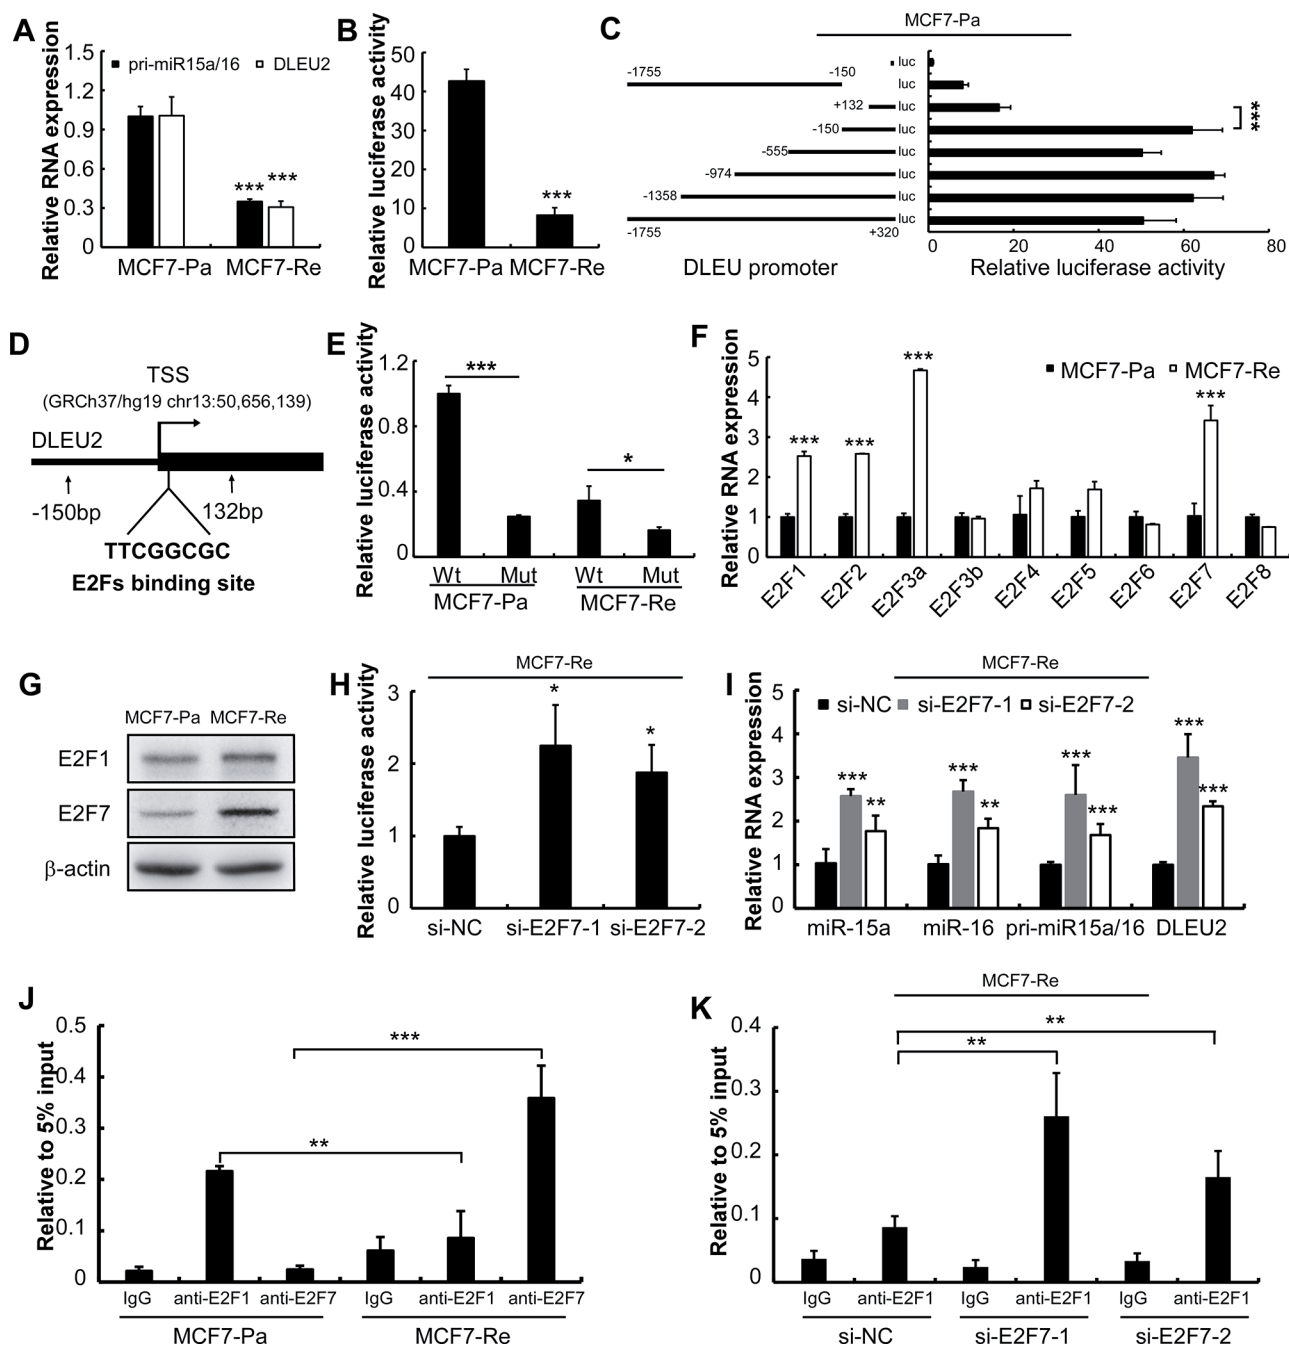 A
Relative RNA expression
1.5
1.2
0.9
0.6
0.3
0
pri-miR15a/16
DLEU2
***
***
MCF7-Pa
MCF7-Re
B
Relative luciferase activity
50
40
30
20
10
0
***
MCF7-Pa
MCF7-Re
C
MCF7-Pa
luc
-1755
-150
luc
+132
luc
-150
luc
-555
luc
-974
luc
-1358
luc
luc
-1755
+320
***
0
20
40
60
80
DLEU promoter
Relative luciferase activity
D
TSS
(GRCh37/hg19 chr13:50,656,139)
DLEU2
-150bp
132bp
TTCGGCGC
E2Fs binding site
E
Relative luciferase activity
1.2
0.8
0.4
0
***
*
Wt
Mut
Wt
Mut
MCF7-Pa
MCF7-Re
F
Relative RNA expression
5
4
3
2
1
0
MCF7-Pa
MCF7-Re
***
***
***
***
E2F1
E2F2
E2F3a
E2F3b
E2F4
E2F5
E2F6
E2F7
E2F8
G
MCF7-Pa
MCF7-Re
E2F1
E2F7
β-actin
H
MCF7-Re
Relative luciferase activity
3
2
1
0
*
*
si-NC
si-E2F7-1
si-E2F7-2
I
MCF7-Re
Relative RNA expression
5
4
3
2
1
0
si-NC
si-E2F7-1
si-E2F7-2
***
**
***
**
***
***
***
***
miR-15a
miR-16
pri-miR15a/16
DLEU2
J
Relative to 5% input
0.5
0.4
0.3
0.2
0.1
0
***
**
IgG
anti-E2F1
anti-E2F7
IgG
anti-E2F1
anti-E2F7
MCF7-Pa
MCF7-Re
K
MCF7-Re
Relative to 5% input
0.4
0.3
0.2
0.1
0
**
**
IgG
anti-E2F1
IgG
anti-E2F1
IgG
anti-E2F1
si-NC
si-E2F7-1
si-E2F7-2